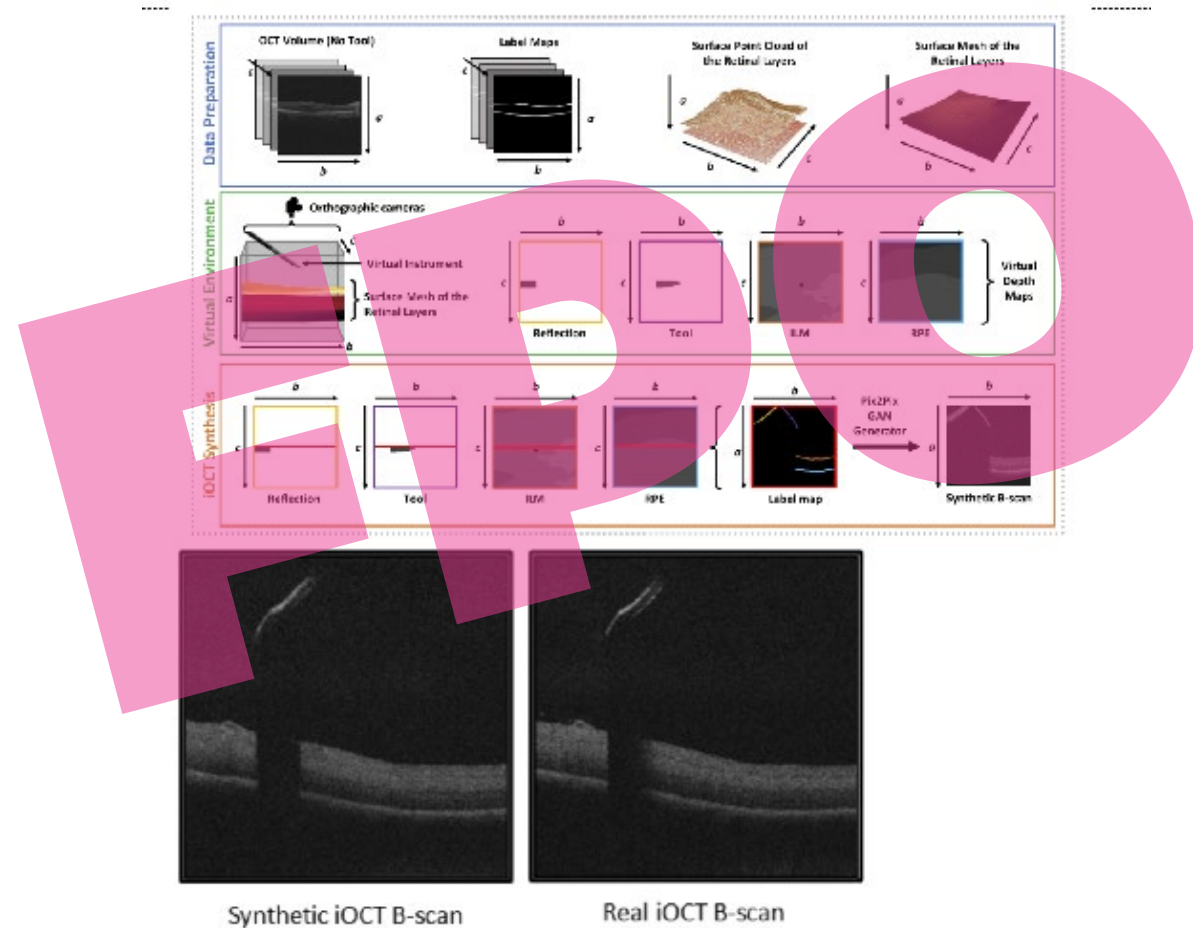 OCT Volume (No Tool)
Label Maps
Surface Point Cloud of
the Retinal Layers
Surface Mesh of the
Retinal Layers
Data Preparation
c
a
b
c
a
b
a
b
c
a
b
c
Virtual Environment
Orthographic cameras
Virtual Instrument
Surface Mesh of the
Retinal Layers
a
b
c
b
c
Reflection
b
c
Tool
b
c
ILM
b
c
RPE
Virtual
Depth
Maps
iOCT Synthesis
b
c
Reflection
b
c
Tool
b
c
ILM
b
c
RPE
b
a
Label map
Pix2Pix
GAN
Generator
b
a
Synthetic B-scan
FPO
Synthetic iOCT B-scan
Real iOCT B-scan